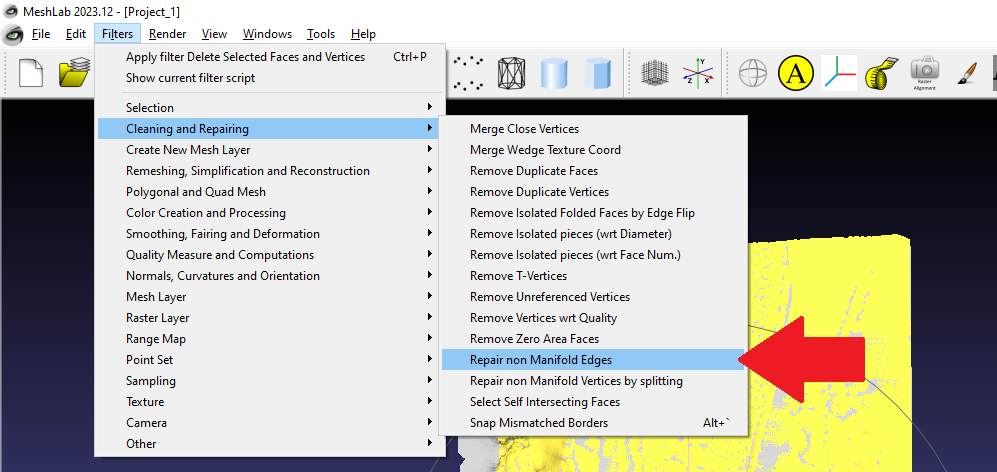 MeshLab 2023.12 - [Project_1]
File Edit Filters Render View Windows Tools Help
Apply filter Delete Selected Faces and Vertices Ctrl+P
Show current filter script
Selection
Cleaning and Repairing
Create New Mesh Layer
Remeshing, Simplification and Reconstruction
Polygonal and Quad Mesh
Color Creation and Processing
Smoothing, Fairing and Deformation
Quality Measure and Computations
Normals, Curvatures and Orientation
Mesh Layer
Raster Layer
Range Map
Point Set
Sampling
Texture
Camera
Other
Merge Close Vertices
Merge Wedge Texture Coord
Remove Duplicate Faces
Remove Duplicate Vertices
Remove Isolated Folded Faces by Edge Flip
Remove Isolated pieces (wrt Diameter)
Remove Isolated pieces (wrt Face Num.)
Remove T-Vertices
Remove Unreferenced Vertices
Remove Vertices wrt Quality
Remove Zero Area Faces
Repair non Manifold Edges
Repair non Manifold Vertices by splitting
Select Self Intersecting Faces
Snap Mismatched Borders Alt+`
Y
Z X
A
Raster
Alignment